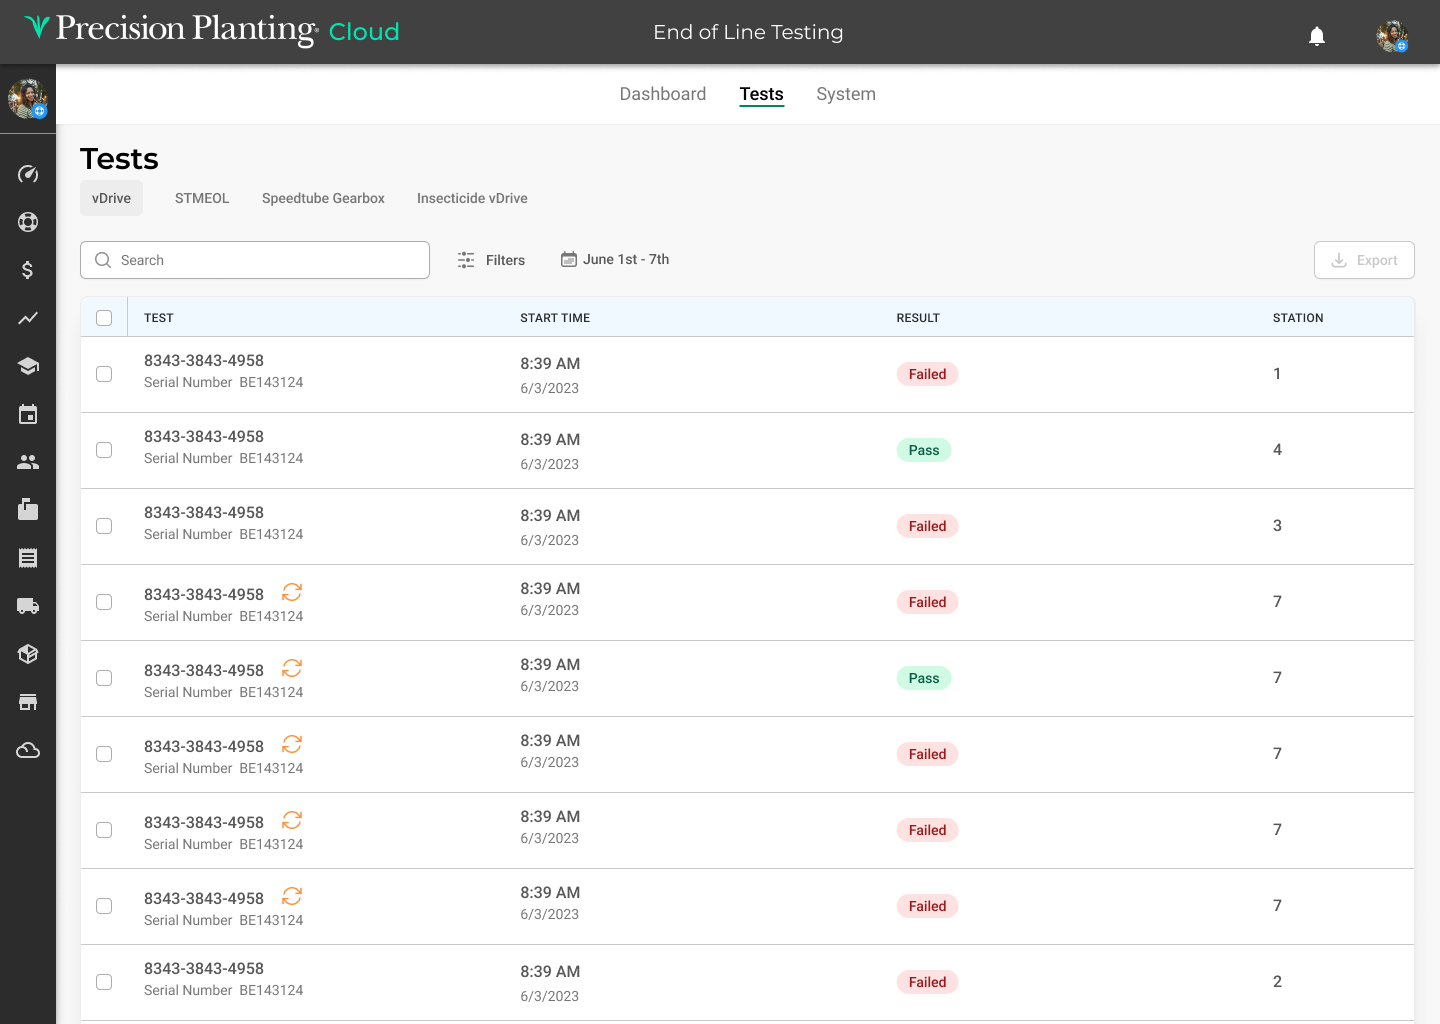 Precision Planting Cloud
End of Line Testing
Dashboard Tests System
Tests
vDrive STMEOL Speedtube Gearbox Insecticide vDrive
Search Filters June 1st - 7th Export
TEST START TIME RESULT STATION
8343-3843-4958 8:39 AM Failed 1
Serial Number BE143124 6/3/2023
8343-3843-4958 8:39 AM Pass 4
Serial Number BE143124 6/3/2023
8343-3843-4958 8:39 AM Failed 3
Serial Number BE143124 6/3/2023
8343-3843-4958 8:39 AM Failed 7
Serial Number BE143124 6/3/2023
8343-3843-4958 8:39 AM Pass 7
Serial Number BE143124 6/3/2023
8343-3843-4958 8:39 AM Failed 7
Serial Number BE143124 6/3/2023
8343-3843-4958 8:39 AM Failed 7
Serial Number BE143124 6/3/2023
8343-3843-4958 8:39 AM Failed 7
Serial Number BE143124 6/3/2023
8343-3843-4958 8:39 AM Failed 2
Serial Number BE143124 6/3/2023